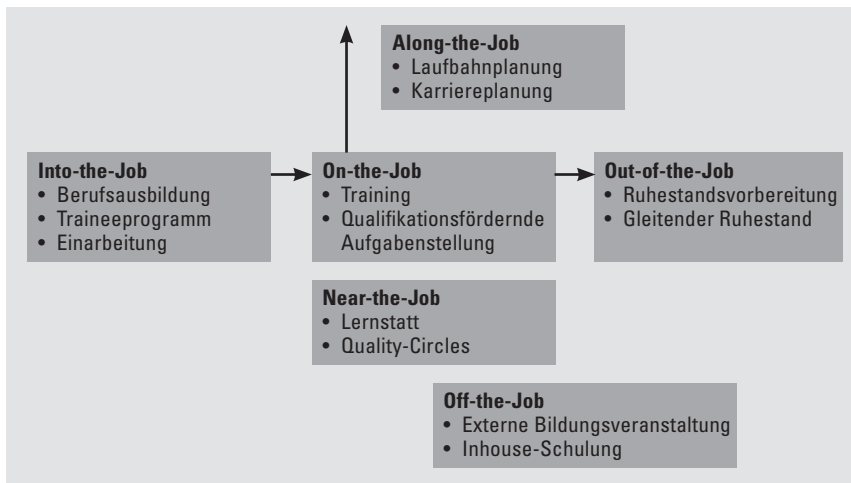 Along-the-Job
• Laufbahnplanung
• Karriereplanung
Into-the-Job
• Berufsausbildung
• Traineeprogramm
• Einarbeitung
On-the-Job
• Training
• Qualifikationsfördernde
Aufgabenstellung
Out-of-the-Job
• Ruhestandsvorbereitung
• Gleitender Ruhestand
Near-the-Job
• Lernstatt
• Quality-Circles
Off-the-Job
• Externe Bildungsveranstaltung
• Inhouse-Schulung